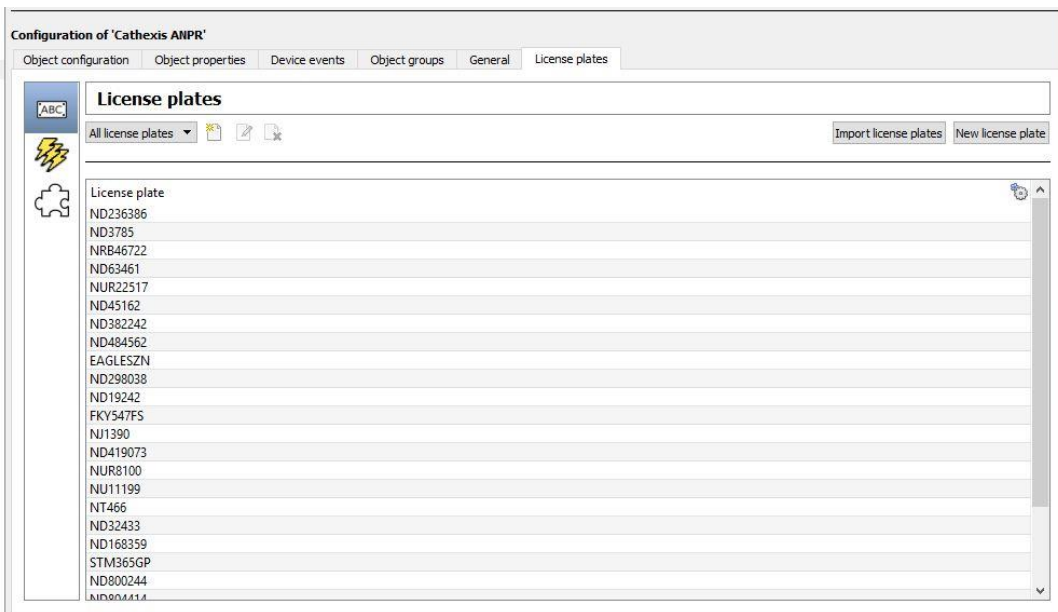 Configuration of 'Cathexis ANPR'
Object configuration Object properties Device events Object groups General License plates
ABC License plates
All license plates Import license plates New license plate
License plate
ND236386
ND3785
NRB46722
ND63461
NUR22517
ND45162
ND382242
ND484562
EAGLESZN
ND298038
ND19242
FKY547FS
NJ1390
ND419073
NUR8100
NU11199
NT466
ND32433
ND168359
STM365GP
ND800244